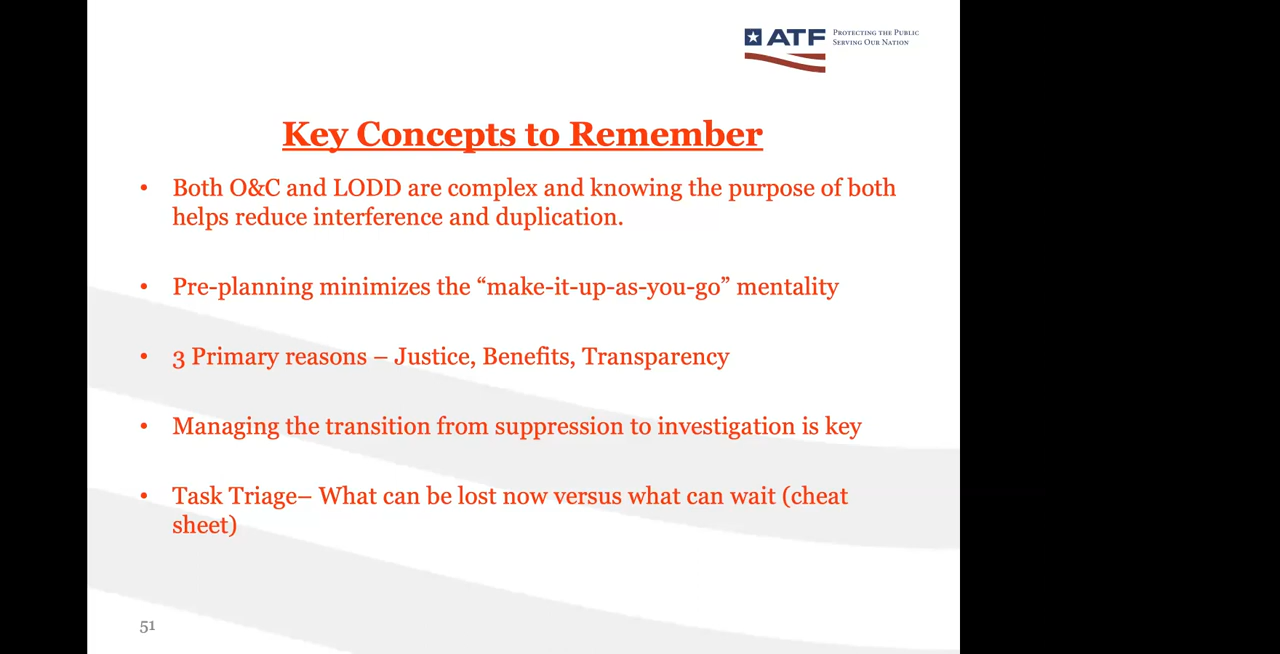 ATF
PROTECTING THE PUBLIC
SERVING OUR NATION
Key Concepts to Remember
• Both O&C and LODD are complex and knowing the purpose of both
helps reduce interference and duplication.
• Pre-planning minimizes the “make-it-up-as-you-go” mentality
• 3 Primary reasons – Justice, Benefits, Transparency
• Managing the transition from suppression to investigation is key
• Task Triage– What can be lost now versus what can wait (cheat
sheet)
51